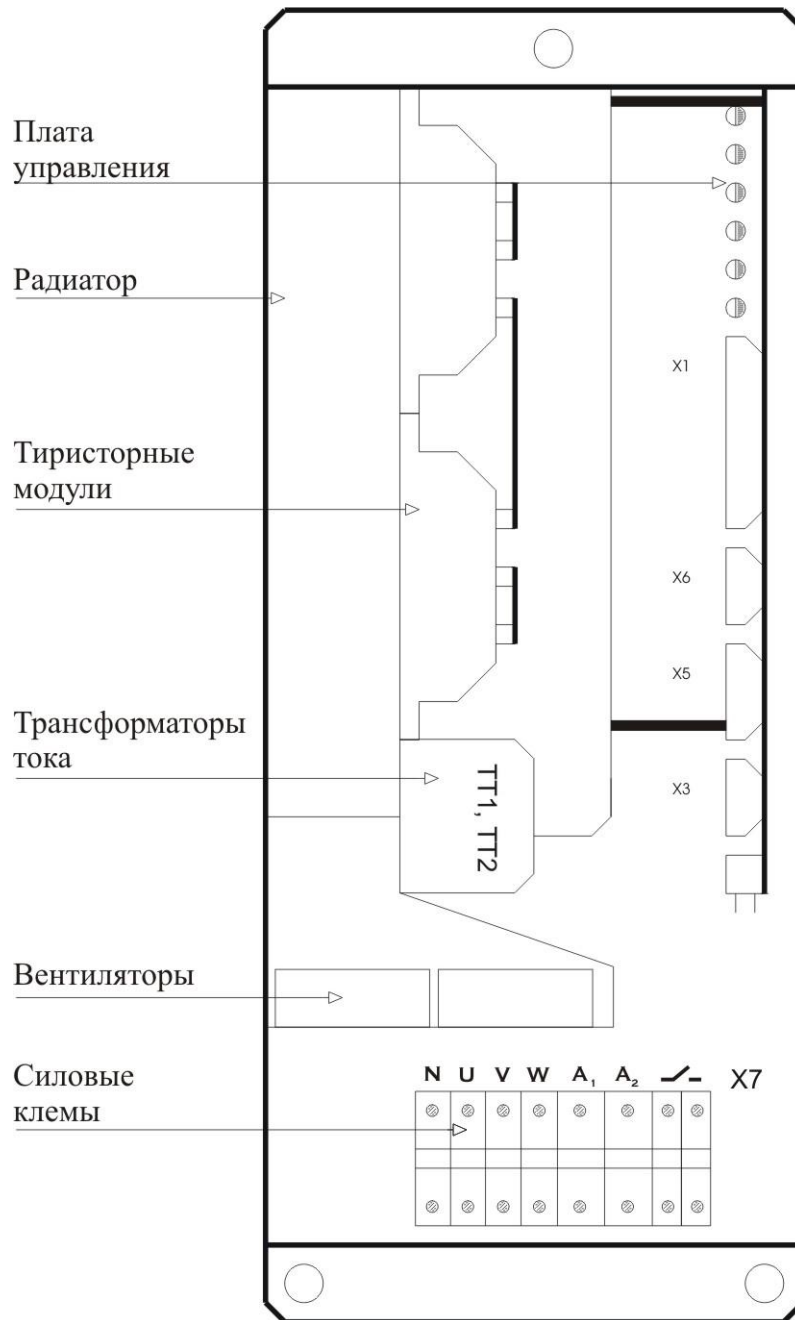 Плата
управления
Радиатор
X1
Тиристорные
модули
X6
X5
Трансформаторы
тока
TT1, TT2
X3
Вентиляторы
Силовые
клемы
N U V W A₁ A₂ X7